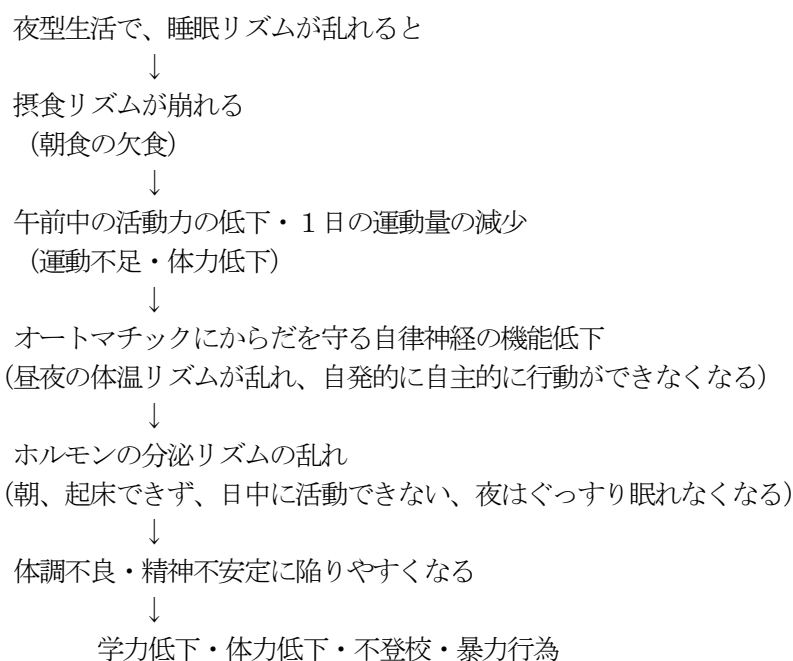 夜型生活で、睡眠リズムが乱れると
↓
摂食リズムが崩れる
（朝食の欠食）
↓
午前中の活動力の低下・１日の運動量の減少
（運動不足・体力低下）
↓
オートマチックにからだを守る自律神経の機能低下
（昼夜の体温リズムが乱れ、自発的に自主的に行動ができなくなる）
↓
ホルモンの分泌リズムの乱れ
（朝、起床できず、日中に活動できない、夜はぐっすり眠れなくなる）
↓
体調不良・精神不安定に陥りやすくなる
↓
学力低下・体力低下・不登校・暴力行為